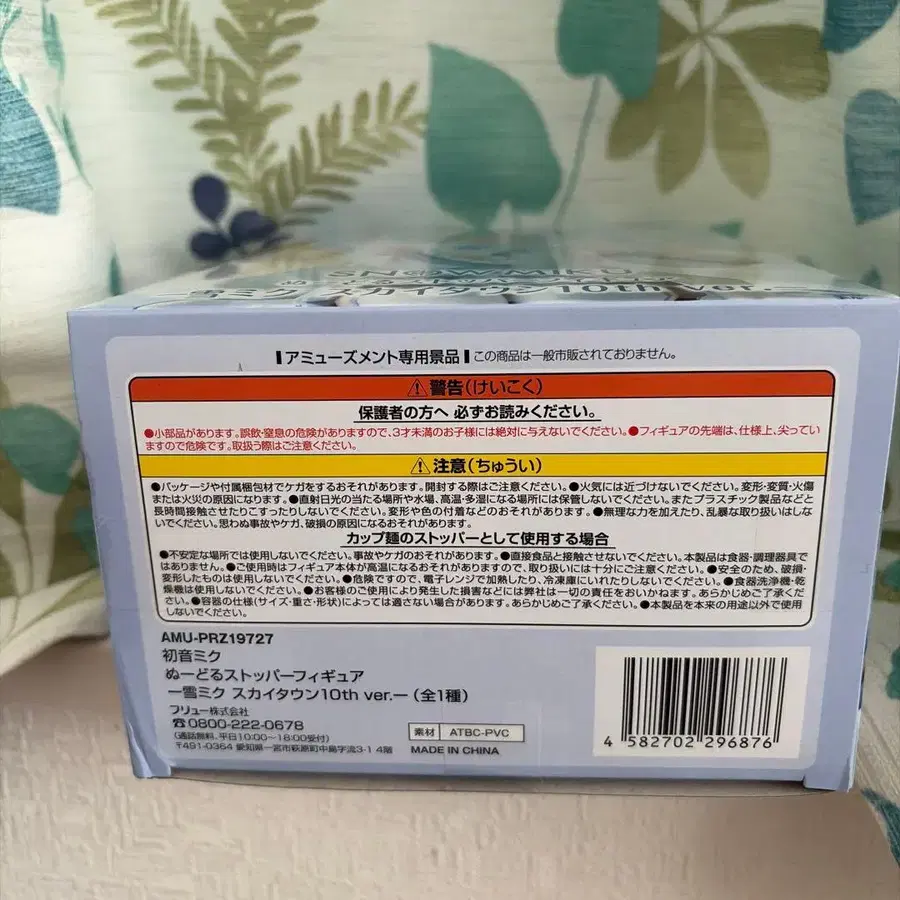 SNOW MIKU
雪ミク スカイタウン10th ver.ー
アミューズメント専用景品 この商品は一般市販されておりません。
警告(けいこく)
保護者の方へ 必ずお読みください。
●小部品があります。誤飲・窒息の危険がありますので、3才未満のお子様には絶対に与えないでください。●フィギュアの先端は、仕様上、尖ってい
ますので危険です。取扱う際はご注意ください。
注意(ちゅうい)
●パッケージや付属梱包材でケガをするおそれがあります。開封する際はご注意ください。●火気には近づけないでください。変形・変質・火傷
または火災の原因になります。●直射日光の当たる場所や水場、高温・多湿になる場所には保管しないでください。またプラスチック製品などと
長時間接触させたりこすったりしないでください。変形や色の付着などのおそれがあります。●無理な力を加えたり、乱暴な取り扱いはしな
いでください。思わぬ事故やケガ、破損の原因になるおそれがあります。
カップ麺のストッパーとして使用する場合
●不安定な場所では使用しないでください。事故やケガのおそれがあります。●直接食品と接触させないでください。本製品は食器・調理器具で
はありません。●ご使用時はフィギュア本体が高温になるおそれがありますので、取り扱いには十分にご注意ください。●安全のため、破損・
変形したものは使用しないでください。●危険ですので、電子レンジで加熱したり、冷凍庫にいれたりしないでください。●食器洗浄機・乾
燥機は使用しないでください。●お客様のご使用により発生した損害などには弊社は一切の責任をおいかねます。あらかじめご了承くださ
い。●容器の仕様(サイズ・重さ・形状)によっては適さない場合があります。あらかじめご了承ください。●本製品を本来の用途以外で使用
しないでください。
AMU-PRZ19727
初音ミク
ぬーどるストッパーフィギュア
ー雪ミク スカイタウン10th ver.ー (全1種)
フリュー株式会社
☎0800-222-0678
(通話無料、平日10:00〜18:00受付)
〒491-0364 愛知県一宮市萩原町中島字流3-1 4階
素材 ATBC-PVC
MADE IN CHINA
4 582702 296876